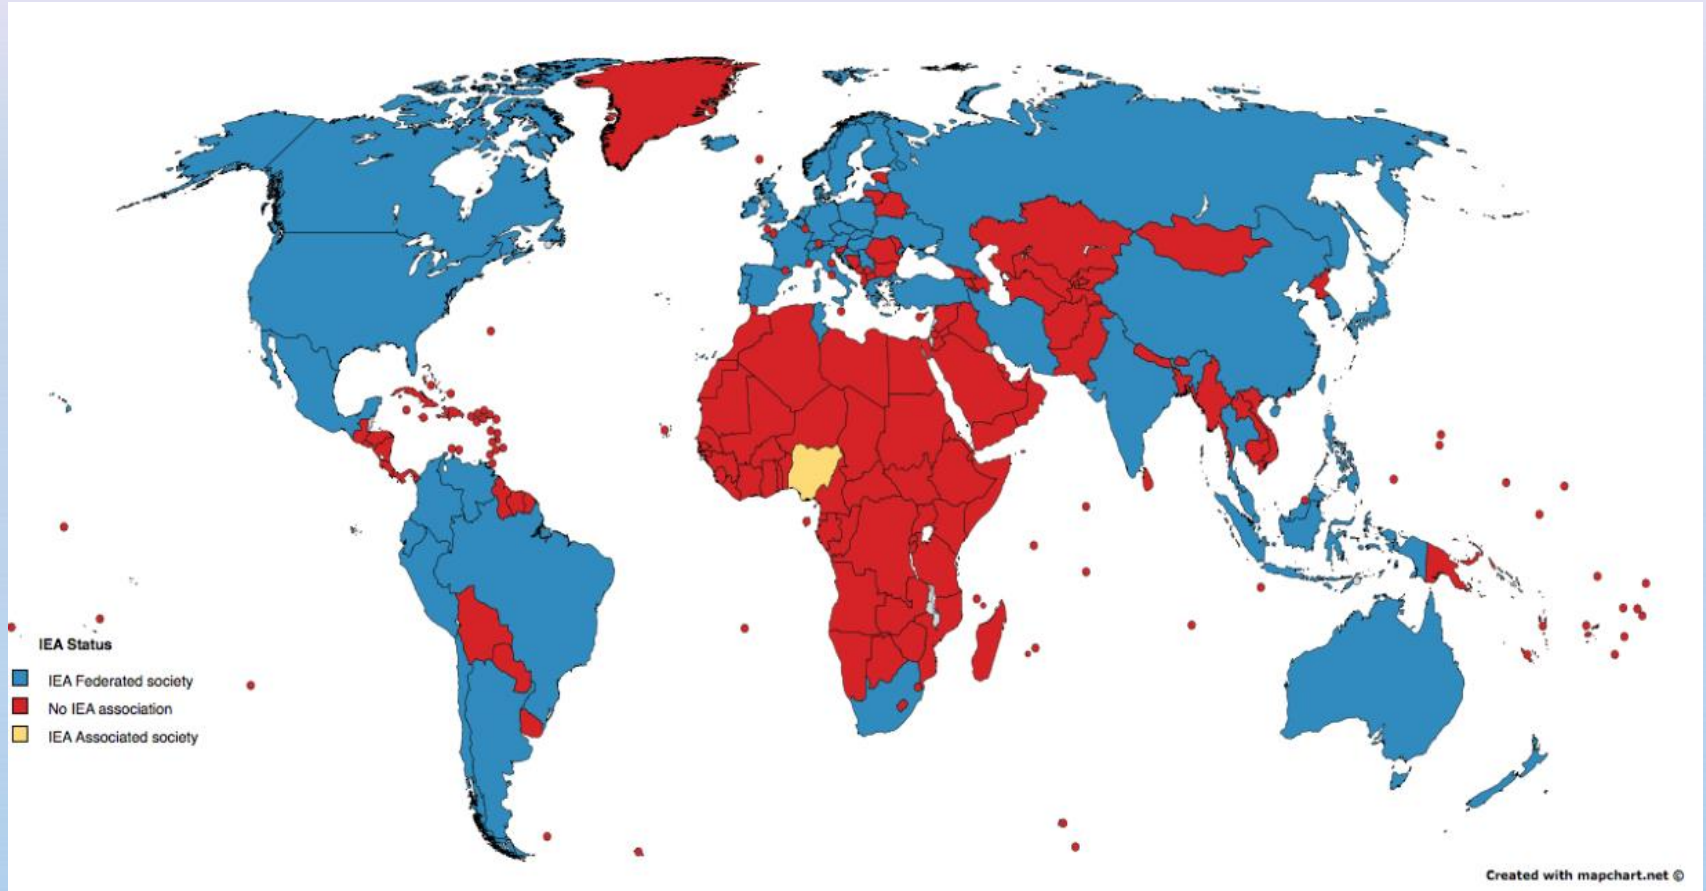 IEA Status
IEA Federated society
No IEA association
IEA Associated society
Created with mapchart.net ©